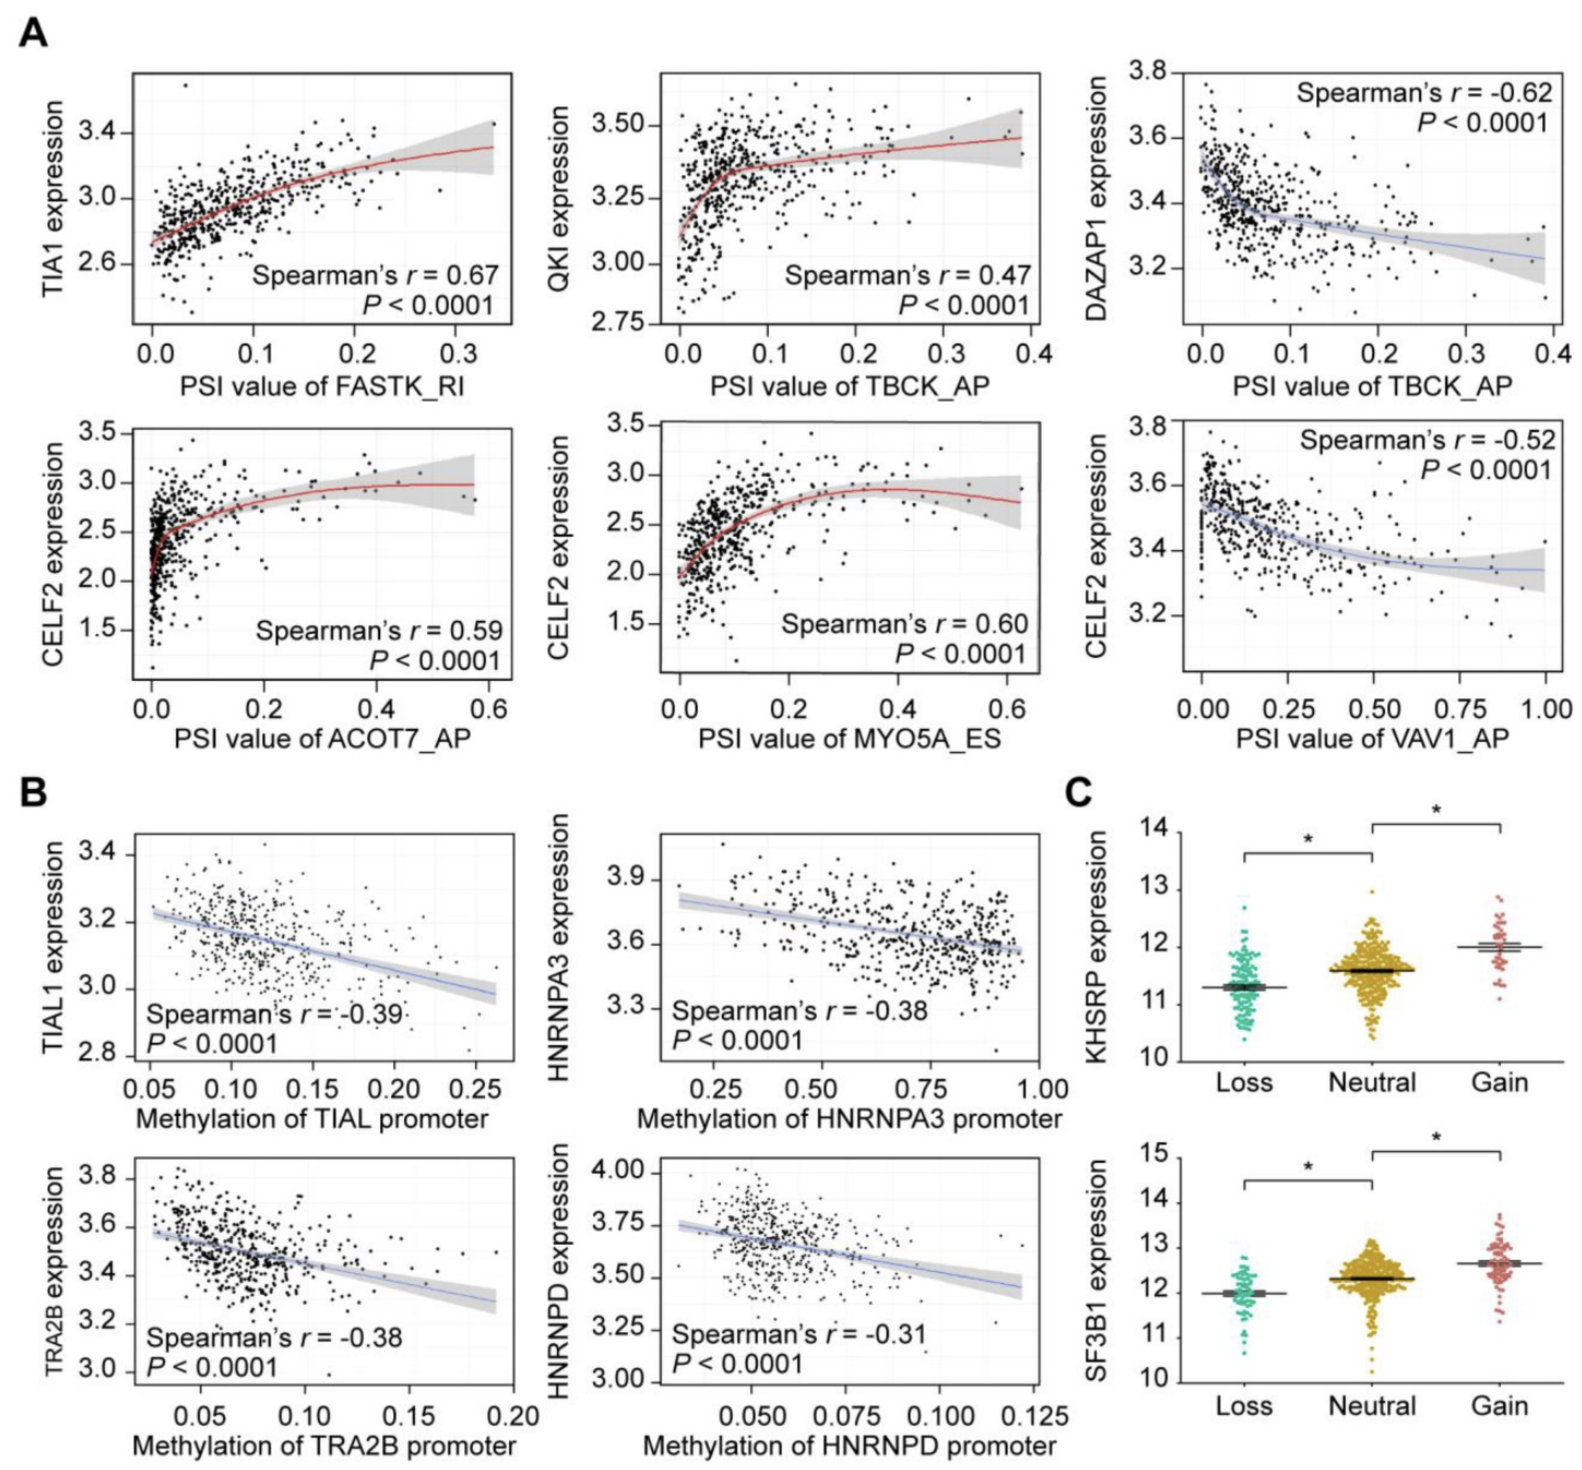 A
TIA1 expression
3.4
3.0
2.6
Spearman's r = 0.67
P < 0.0001
0.0 0.1 0.2 0.3
PSI value of FASTK_RI
QKI expression
3.50
3.25
3.00
2.75
Spearman's r = 0.47
P < 0.0001
0.0 0.1 0.2 0.3 0.4
PSI value of TBCK_AP
DAZAP1 expression
3.8
3.6
3.4
3.2
Spearman's r = -0.62
P < 0.0001
0.0 0.1 0.2 0.3 0.4
PSI value of TBCK_AP
CELF2 expression
3.5
3.0
2.5
2.0
1.5
Spearman's r = 0.59
P < 0.0001
0.0 0.2 0.4 0.6
PSI value of ACOT7_AP
CELF2 expression
3.5
3.0
2.5
2.0
1.5
Spearman's r = 0.60
P < 0.0001
0.0 0.2 0.4 0.6
PSI value of MYO5A_ES
CELF2 expression
3.8
3.6
3.4
3.2
Spearman's r = -0.52
P < 0.0001
0.00 0.25 0.50 0.75 1.00
PSI value of VAV1_AP
B
TIAL1 expression
3.4
3.2
3.0
2.8
Spearman's r = -0.39
P < 0.0001
0.05 0.10 0.15 0.20 0.25
Methylation of TIAL promoter
HNRNPA3 expression
3.9
3.6
3.3
Spearman's r = -0.38
P < 0.0001
0.25 0.50 0.75 1.00
Methylation of HNRNPA3 promoter
TRA2B expression
3.8
3.6
3.4
3.2
3.0
Spearman's r = -0.38
P < 0.0001
0.05 0.10 0.15 0.20
Methylation of TRA2B promoter
HNRNPD expression
4.00
3.75
3.50
3.25
3.00
Spearman's r = -0.31
P < 0.0001
0.050 0.075 0.100 0.125
Methylation of HNRNPD promoter
C
KHSRP expression
14
13
12
11
10
*
*
Loss Neutral Gain
SF3B1 expression
15
14
13
12
11
10
*
*
Loss Neutral Gain